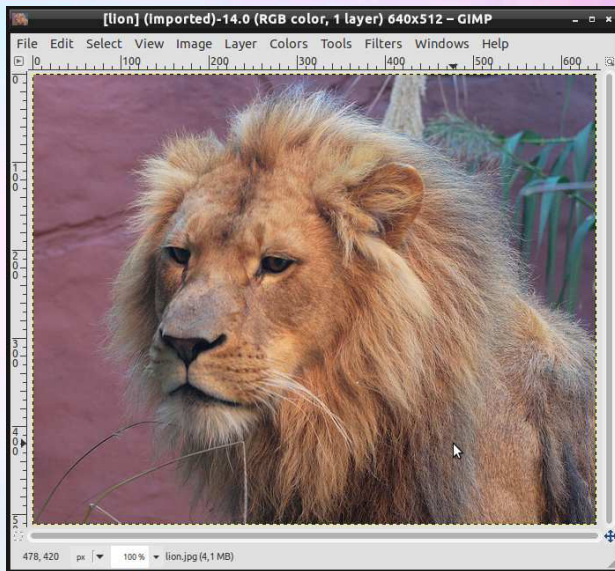 [lion] (imported)-14.0 (RGB color, 1 layer) 640x512 – GIMP
File Edit Select View Image Layer Colors Tools Filters Windows Help
0 100 200 300 400 500 600
0
100
200
300
400
5
478, 420 px 100 % lion.jpg (4,1 MB)